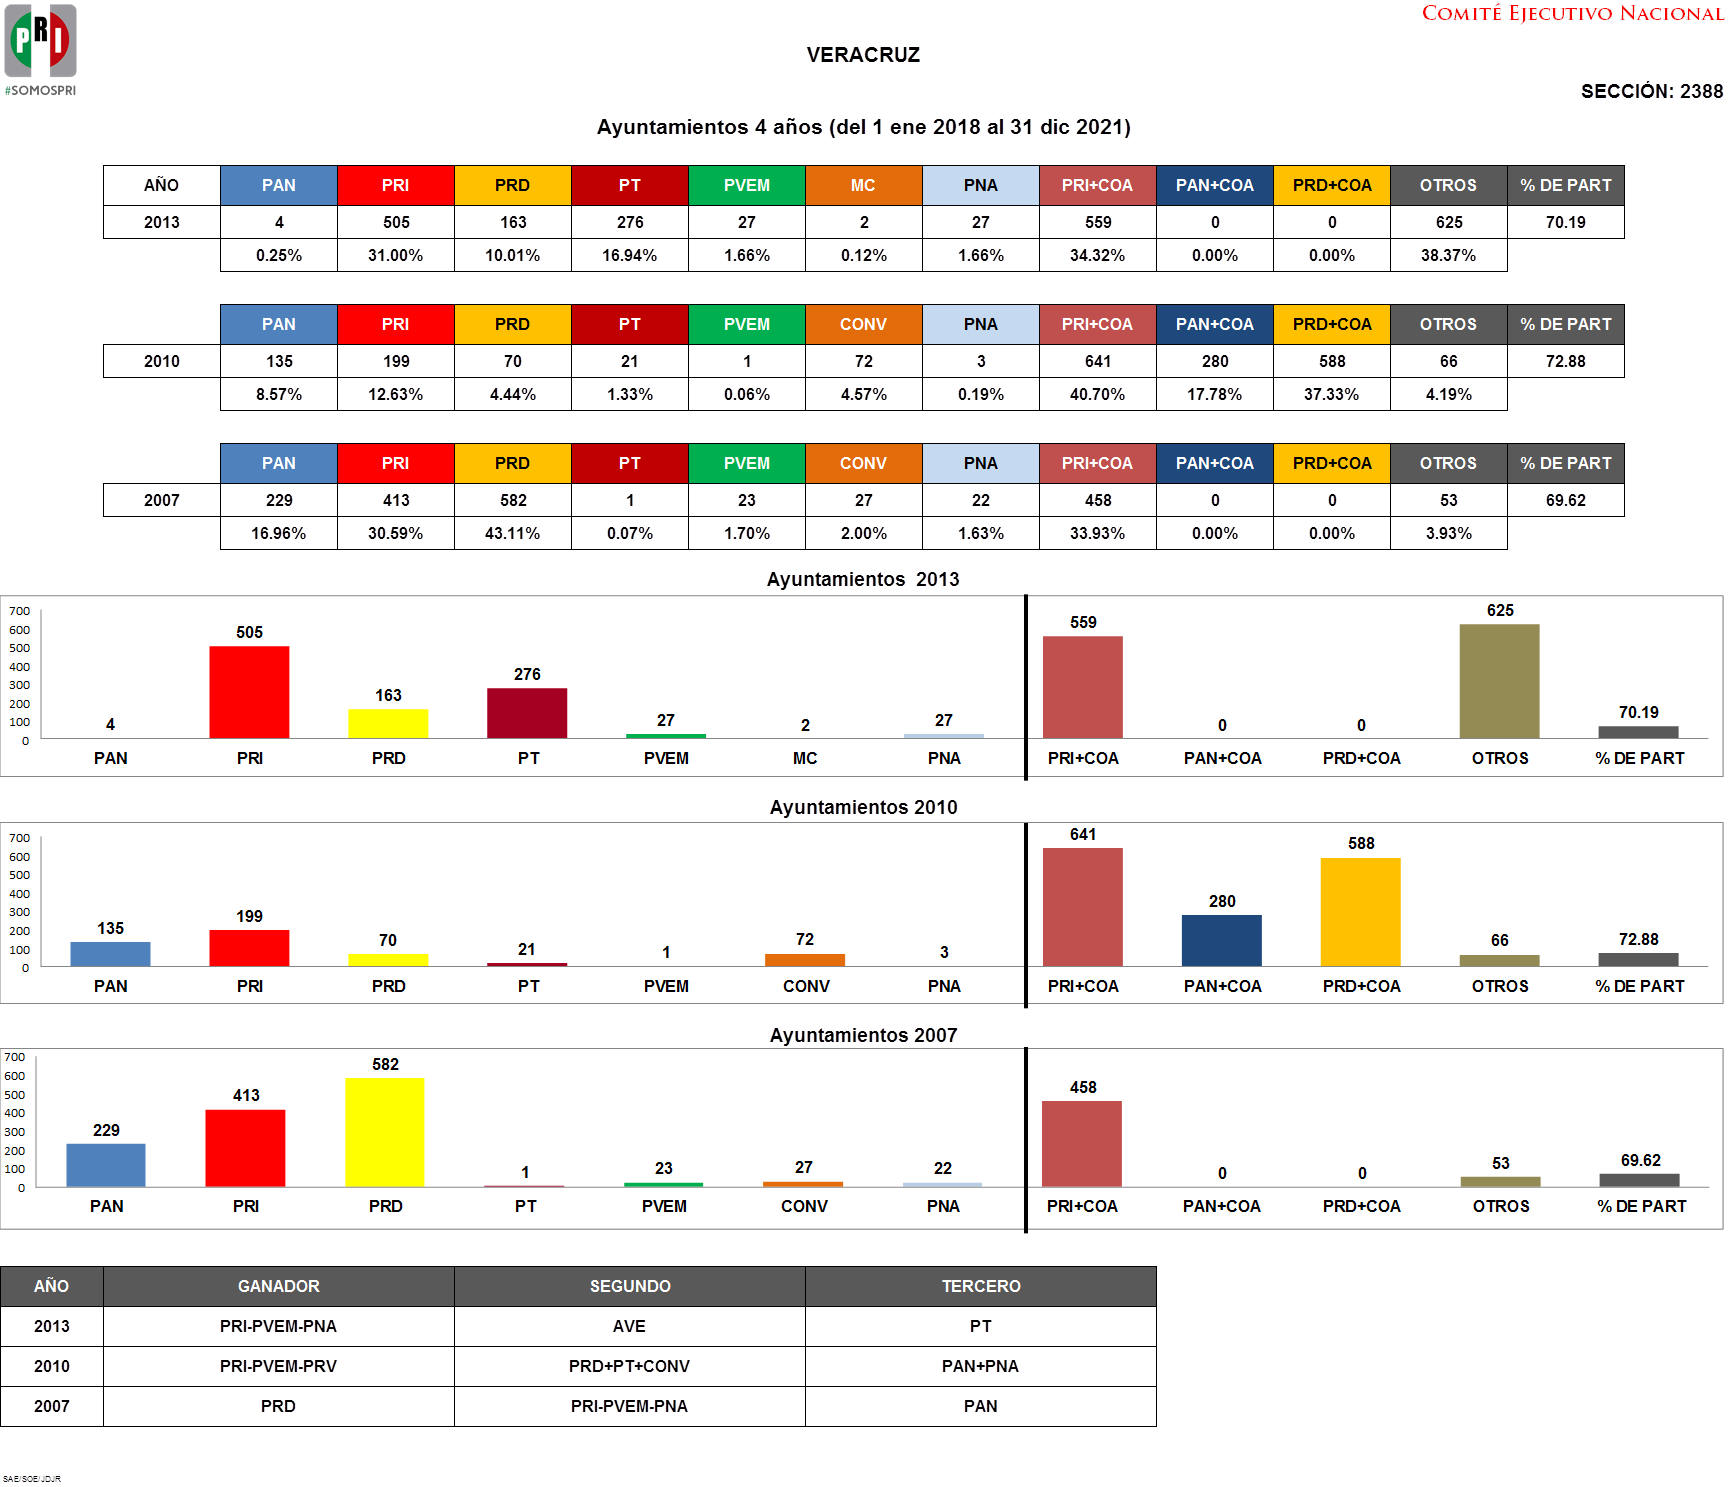 PRI
#SOMOSPRI
COMITÉ EJECUTIVO NACIONAL
VERACRUZ
SECCIÓN: 2388
Ayuntamientos 4 años (del 1 ene 2018 al 31 dic 2021)
AÑO PAN PRI PRD PT PVEM MC PNA PRI+COA PAN+COA PRD+COA OTROS % DE PART
2013 4 505 163 276 27 2 27 559 0 0 625 70.19
0.25% 31.00% 10.01% 16.94% 1.66% 0.12% 1.66% 34.32% 0.00% 0.00% 38.37%
PAN PRI PRD PT PVEM CONV PNA PRI+COA PAN+COA PRD+COA OTROS % DE PART
2010 135 199 70 21 1 72 3 641 280 588 66 72.88
8.57% 12.63% 4.44% 1.33% 0.06% 4.57% 0.19% 40.70% 17.78% 37.33% 4.19%
PAN PRI PRD PT PVEM CONV PNA PRI+COA PAN+COA PRD+COA OTROS % DE PART
2007 229 413 582 1 23 27 22 458 0 0 53 69.62
16.96% 30.59% 43.11% 0.07% 1.70% 2.00% 1.63% 33.93% 0.00% 0.00% 3.93%
Ayuntamientos 2013
700
600
500
400
300
200
100
0
4 505 163 276 27 2 27 559 0 0 625 70.19
PAN PRI PRD PT PVEM MC PNA PRI+COA PAN+COA PRD+COA OTROS % DE PART
Ayuntamientos 2010
700
600
500
400
300
200
100
0
135 199 70 21 1 72 3 641 280 588 66 72.88
PAN PRI PRD PT PVEM CONV PNA PRI+COA PAN+COA PRD+COA OTROS % DE PART
Ayuntamientos 2007
700
600
500
400
300
200
100
0
229 413 582 1 23 27 22 458 0 0 53 69.62
PAN PRI PRD PT PVEM CONV PNA PRI+COA PAN+COA PRD+COA OTROS % DE PART
AÑO GANADOR SEGUNDO TERCERO
2013 PRI-PVEM-PNA AVE PT
2010 PRI-PVEM-PRV PRD+PT+CONV PAN+PNA
2007 PRD PRI-PVEM-PNA PAN
SAE/SOE/JDJR